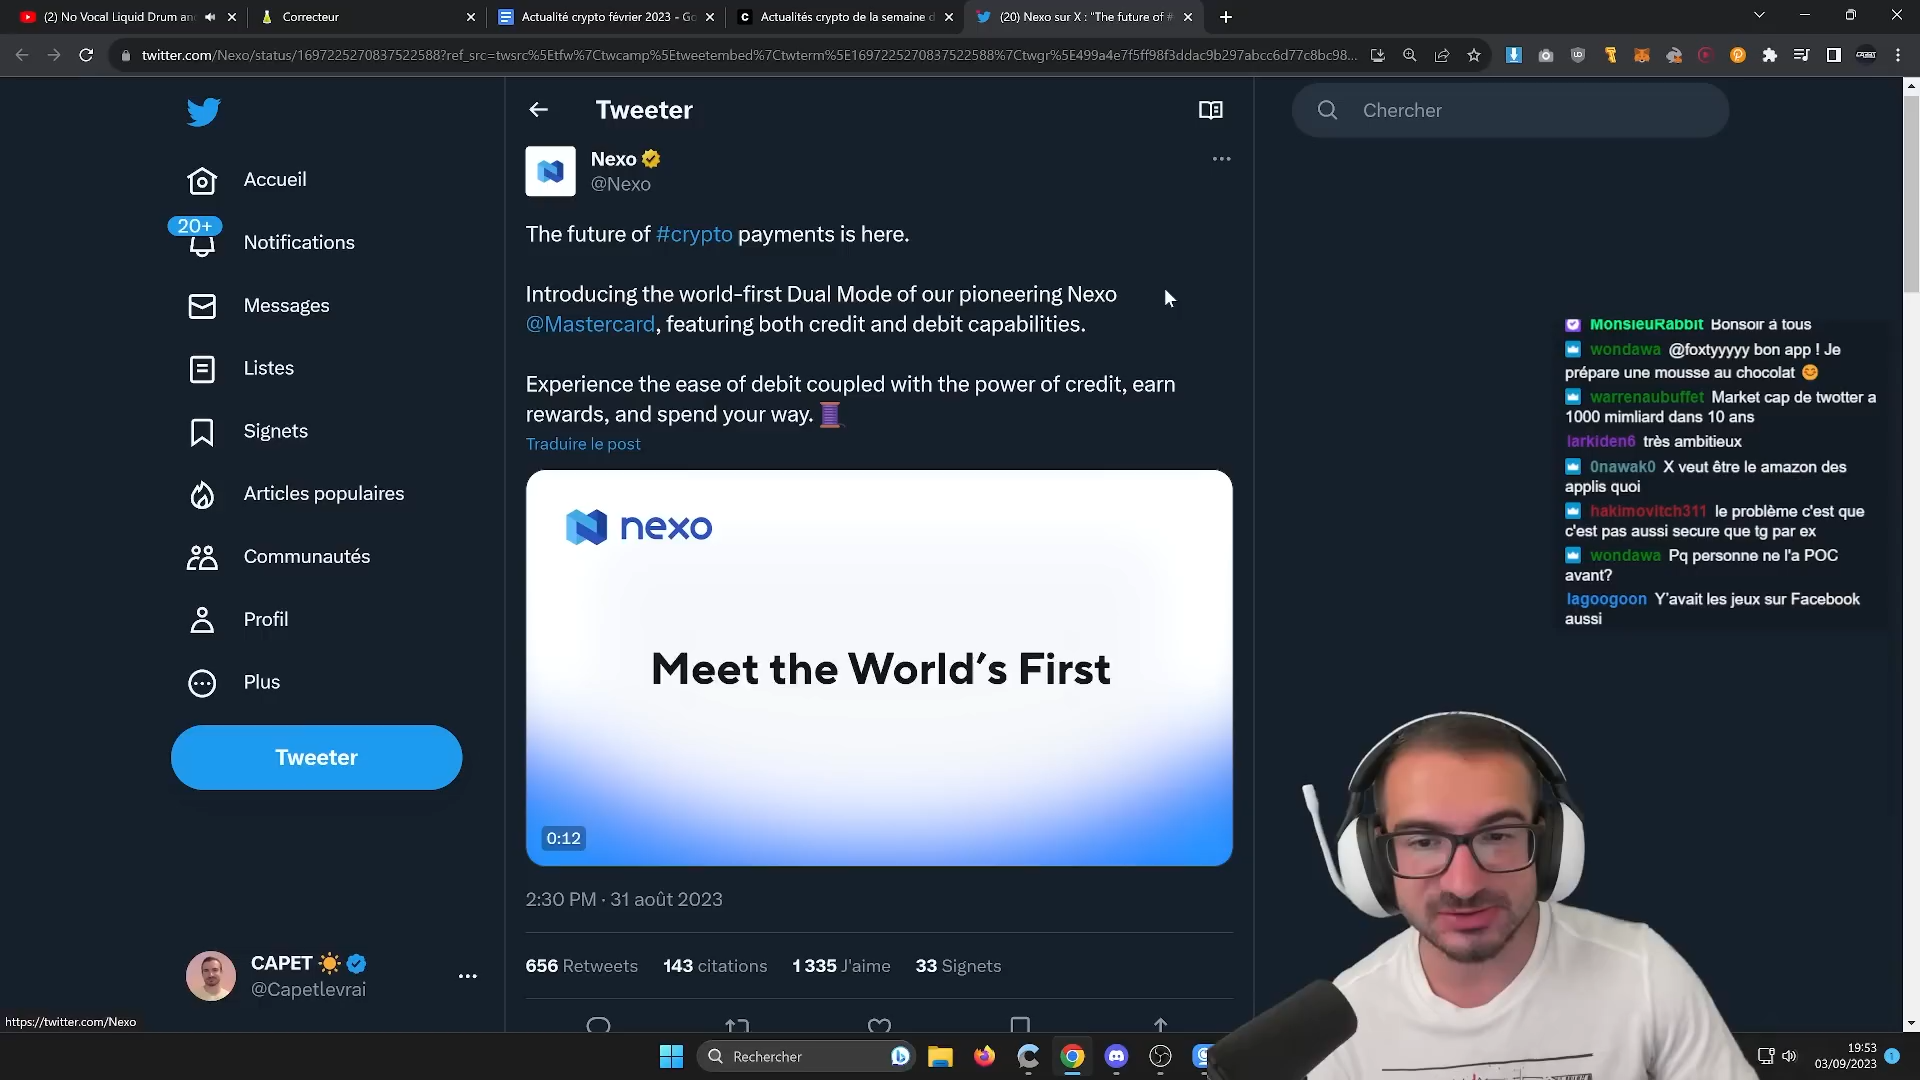 (2) No Vocal Liquid Drum an
Correcteur
Actualité crypto février 2023 - Go
Actualités crypto de la semaine d
(20) Nexo sur X : "The future of #
twitter.com/Nexo/status/1697225270837522588?ref_src=twsrc%5Etfw%7Ctwcamp%5Etweetembed%7Ctwterm%5E1697225270837522588%7Ctwgr%5E499a4e7f5ff98f3ddac9b297abcc6d77c8bc98...
Tweeter
Chercher
Accueil
20+
Notifications
Messages
Listes
Signets
Articles populaires
Communautés
Profil
Plus
Tweeter
CAPET
@Capetlevrai
https://twitter.com/Nexo
Nexo
@Nexo
The future of #crypto payments is here.
Introducing the world-first Dual Mode of our pioneering Nexo
@Mastercard, featuring both credit and debit capabilities.
Experience the ease of debit coupled with the power of credit, earn
rewards, and spend your way.
Traduire le post
nexo
Meet the World's First
0:12
2:30 PM · 31 août 2023
656 Retweets 143 citations 1 335 J'aime 33 Signets
MonsieuRabbit Bonsoir à tous
wondawa @foxtyyyyy bon app ! Je
prépare une mousse au chocolat 😊
warrenaubuffet Market cap de twotter a
1000 mimliard dans 10 ans
larkiden6 très ambitieux
0nawak0 X veut être le amazon des
applis quoi
hakimovitch311 le problème c'est que
c'est pas aussi secure que tg par ex
wondawa Pq personne ne l'a POC
avant?
lagoogoon Y'avait les jeux sur Facebook
aussi
Rechercher
19:53
03/09/2023
1